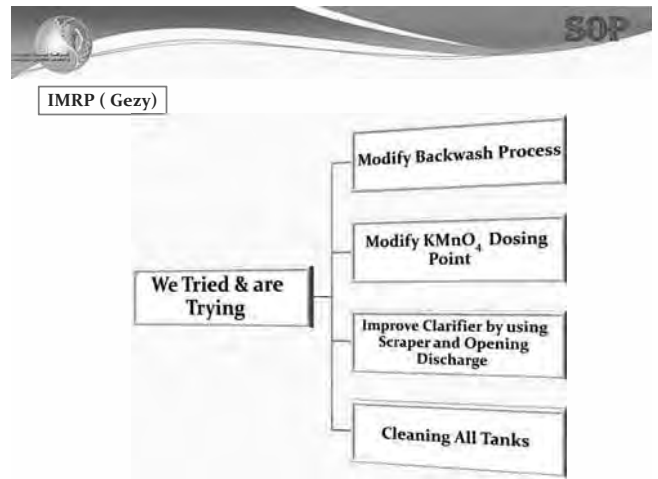 SOP
IMRP ( Gezy)
Modify Backwash Process
Modify KMnO₄ Dosing
Point
We Tried & are
Trying
Improve Clarifier by using
Scraper and Opening
Discharge
Cleaning All Tanks